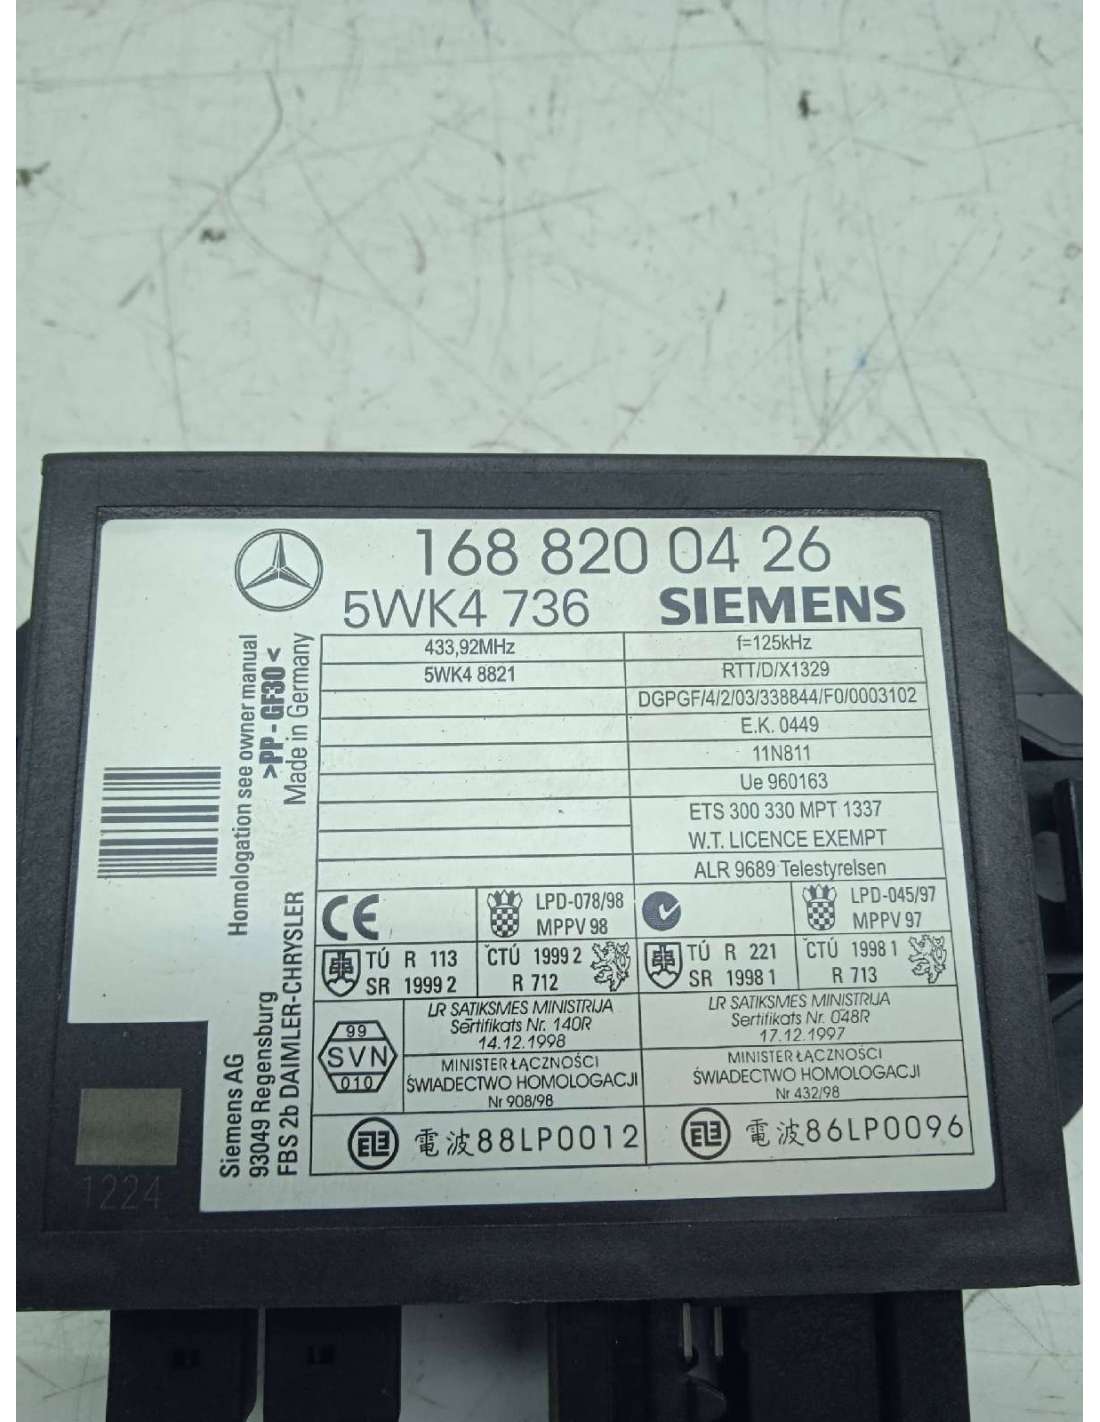 168 820 04 26
5WK4 736 SIEMENS
433,92MHz
f=125kHz
5WK4 8821
RTT/D/X1329
DGPGF/4/2/03/338844/F0/0003102
E.K. 0449
11N811
Ue 960163
ETS 300 330 MPT 1337
W.T. LICENCE EXEMPT
ALR 9689 Telestyrelsen
CE
LPD-078/98
MPPV 98
LPD-045/97
MPPV 97
TÚ R 113
SR 1999 2
ČTÚ 1999 2
R 712
TÚ R 221
SR 1998 1
ČTÚ 1998 1
R 713
99
SVN
010
LR SATIKSMES MINISTRIJA
Sertifikats Nr. 140R
14.12.1998
LR SATIKSMES MINISTRIJA
Sertifikats Nr. 048R
17.12.1997
MINISTER ŁĄCZNOŚCI
ŚWIADECTWO HOMOLOGACJI
Nr 908/98
MINISTER ŁĄCZNOŚCI
ŚWIADECTWO HOMOLOGACJI
Nr 432/98
電波88LP0012
電波86LP0096
Homologation see owner manual
>PP-GF30<
Made in Germany
Siemens AG
93049 Regensburg
FBS 2b DAIMLER-CHRYSLER
1224